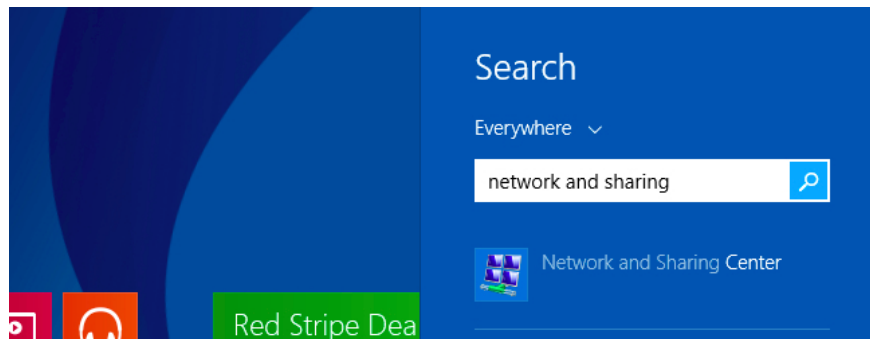 Search
Everywhere
network and sharing
Network and Sharing Center
Red Stripe Dea